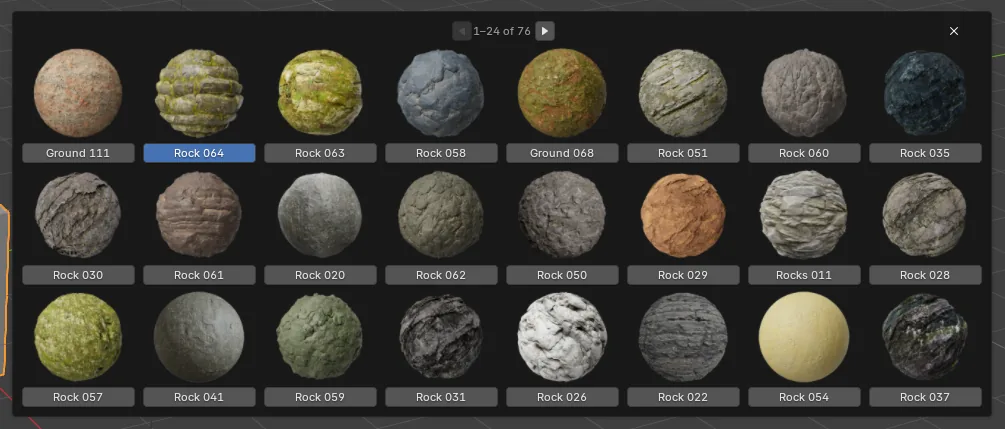 1–24 of 76
Ground 111 Rock 064 Rock 063 Rock 058 Ground 068 Rock 051 Rock 060 Rock 035
Rock 030 Rock 061 Rock 020 Rock 062 Rock 050 Rock 029 Rocks 011 Rock 028
Rock 057 Rock 041 Rock 059 Rock 031 Rock 026 Rock 022 Rock 054 Rock 037